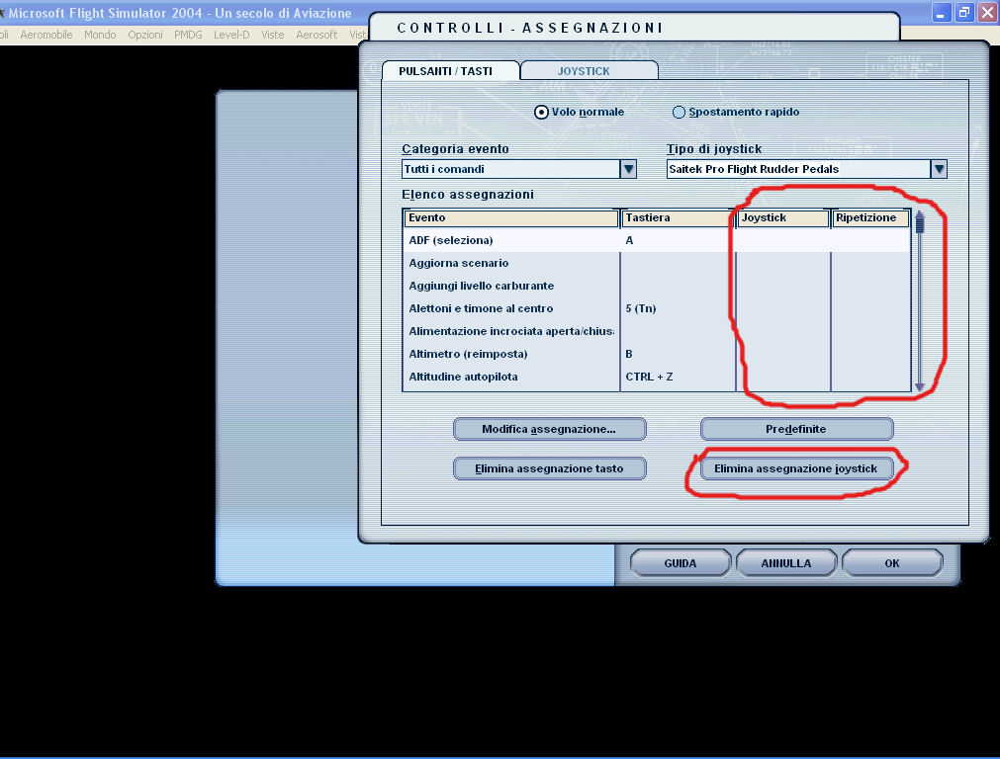 Microsoft Flight Simulator 2004 - Un secolo di Aviazione
oli Aeromobile Mondo Opzioni PMDG Level-D Viste Aerosoft Vist
CONTROLLI - ASSEGNAZIONI
PULSANTI / TASTI JOYSTICK
Volo normale Spostamento rapido
Categoria evento Tipo di joystick
Tutti i comandi Saitek Pro Flight Rudder Pedals
Elenco assegnazioni
Evento Tastiera Joystick Ripetizione
ADF (seleziona) A
Aggiorna scenario
Aggiungi livello carburante
Alettoni e timone al centro 5 (Tn)
Alimentazione incrociata aperta/chius
Altimetro (reimposta) B
Altitudine autopilota CTRL + Z
Modifica assegnazione... Predefinite
Elimina assegnazione tasto Elimina assegnazione joystick
GUIDA ANNULLA OK